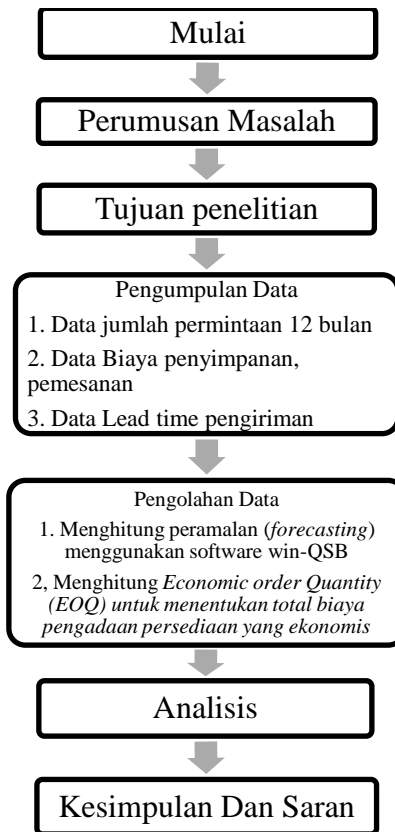 Mulai
Perumusan Masalah
Tujuan penelitian
Pengumpulan Data
1. Data jumlah permintaan 12 bulan
2. Data Biaya penyimpanan,
pemesanan
3. Data Lead time pengiriman
Pengolahan Data
1. Menghitung peramalan (forecasting)
menggunakan software win-QSB
2, Menghitung Economic order Quantity
(EOQ) untuk menentukan total biaya
pengadaan persediaan yang ekonomis
Analisis
Kesimpulan Dan Saran